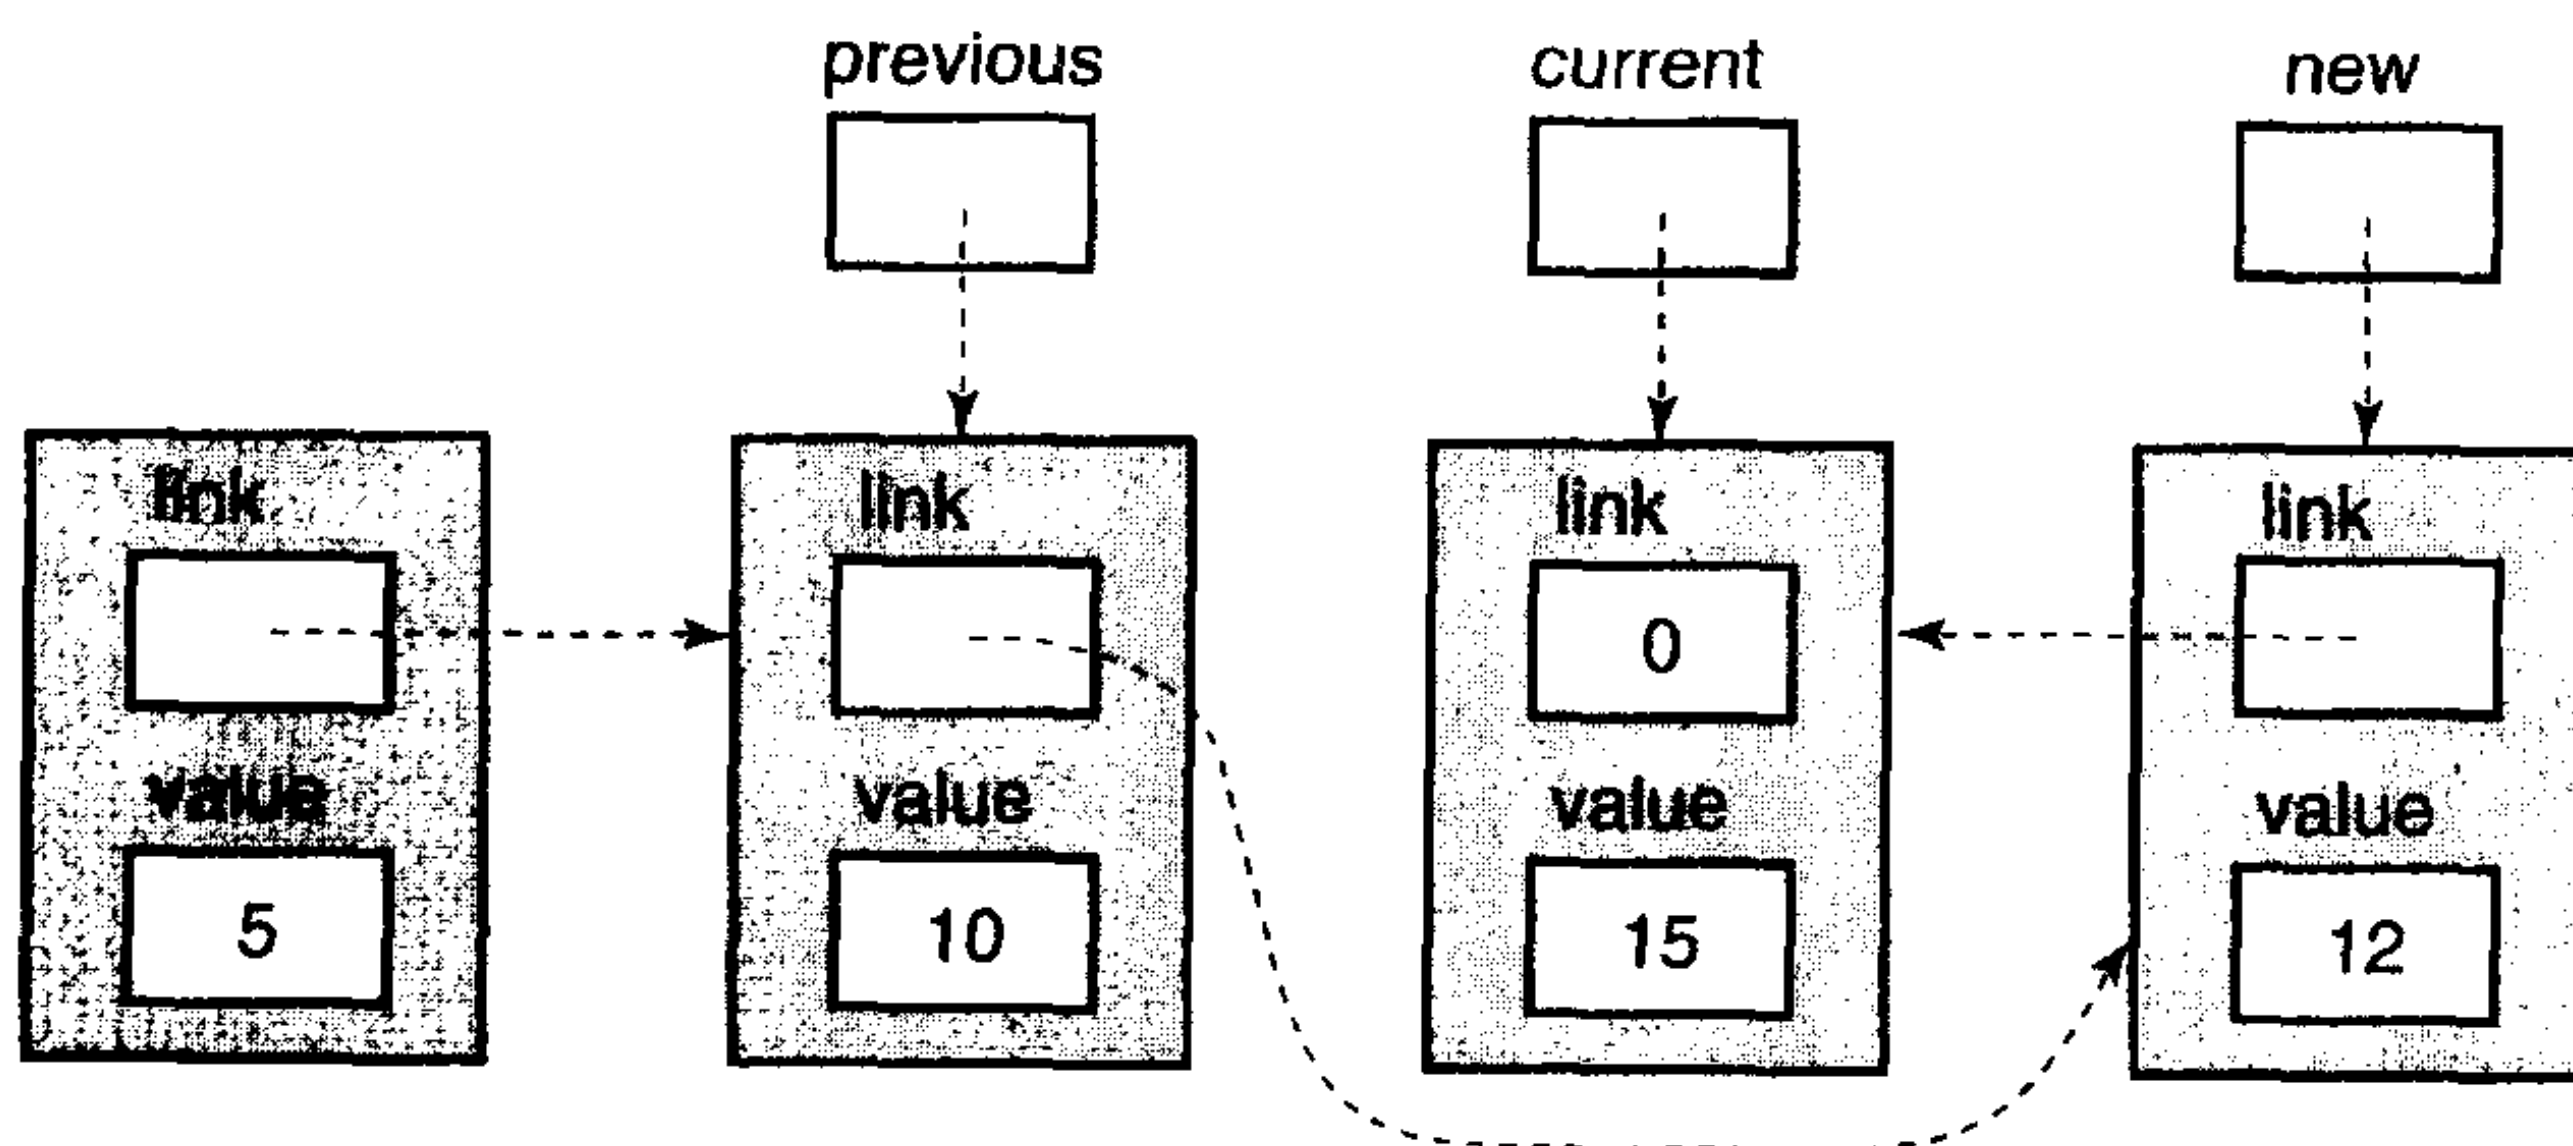 previous current new
link link link link
0
value value value value
5 10 15 12